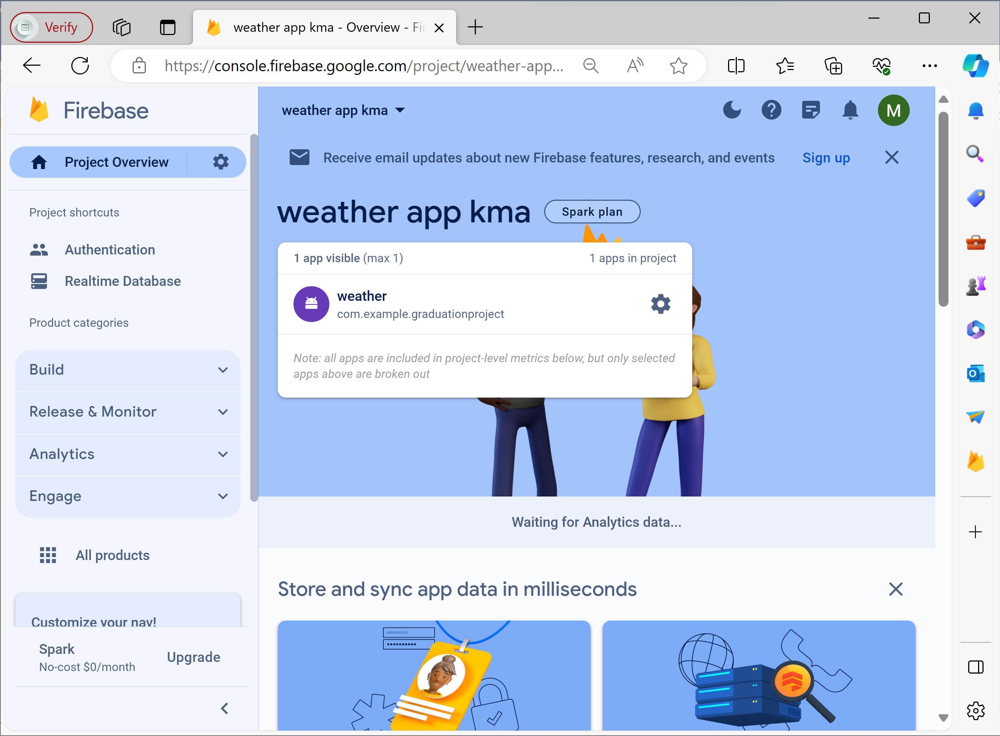 Verify
weather app kma - Overview - Fi
https://console.firebase.google.com/project/weather-app...
Firebase
weather app kma
M
Project Overview
Receive email updates about new Firebase features, research, and events
Sign up
Project shortcuts
weather app kma
Spark plan
Authentication
1 app visible (max 1)
1 apps in project
Realtime Database
weather
com.example.graduationproject
Product categories
Note: all apps are included in project-level metrics below, but only selected
apps above are broken out
Build
Release & Monitor
Analytics
Engage
Waiting for Analytics data...
All products
Store and sync app data in milliseconds
Customize your nav!
Spark
No-cost $0/month
Upgrade